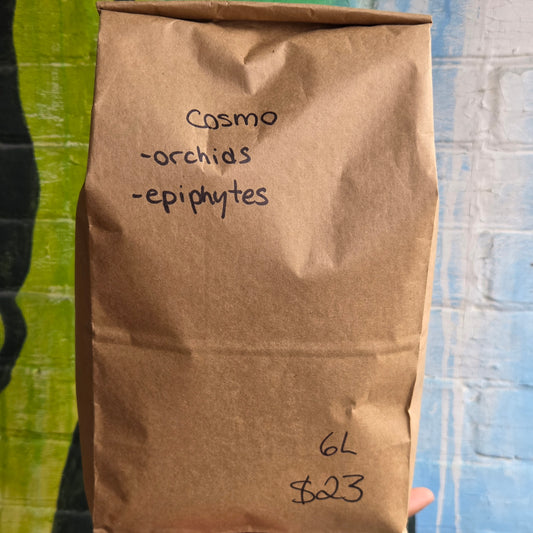 Cosmo
-orchids
-epiphytes
6L
$23